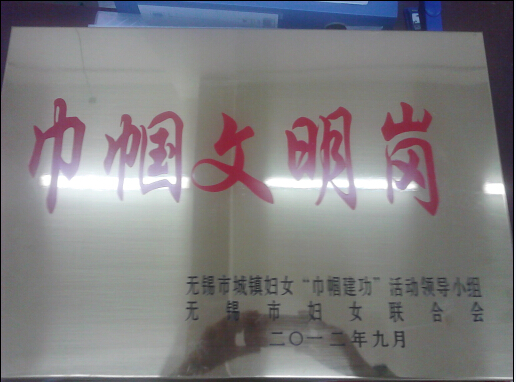 巾帼文明岗
无锡市城镇妇女“巾帼建功”活动领导小组
无锡市妇女联合会
二〇一二年九月